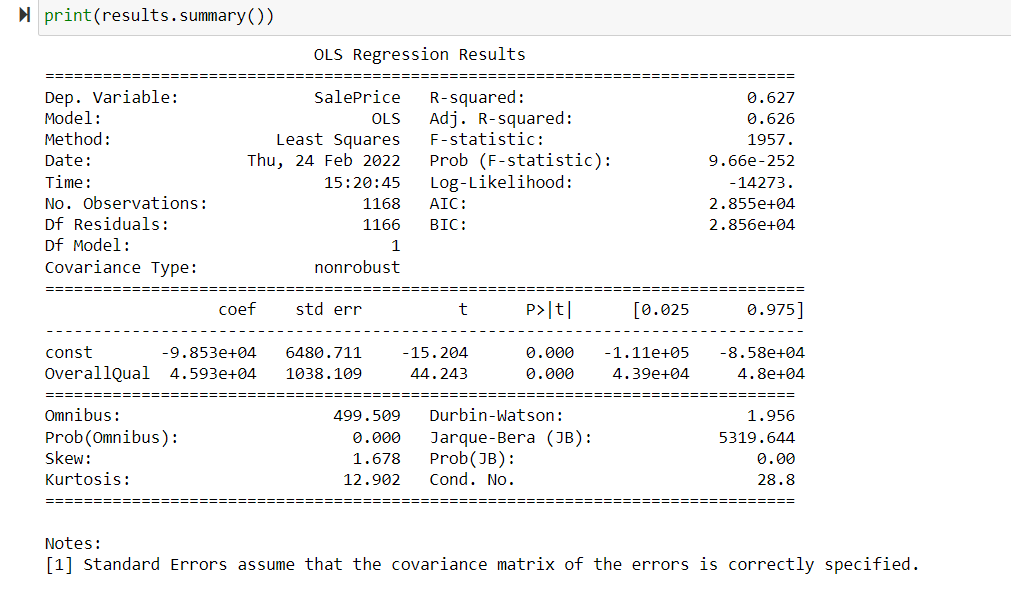 print(results.summary())
OLS Regression Results
==============================================================================
Dep. Variable: SalePrice R-squared: 0.627
Model: OLS Adj. R-squared: 0.626
Method: Least Squares F-statistic: 1957.
Date: Thu, 24 Feb 2022 Prob (F-statistic): 9.66e-252
Time: 15:20:45 Log-Likelihood: -14273.
No. Observations: 1168 AIC: 2.855e+04
Df Residuals: 1166 BIC: 2.856e+04
Df Model: 1
Covariance Type: nonrobust
===============================================================================
coef std err t P>|t| [0.025 0.975]
-------------------------------------------------------------------------------
const -9.853e+04 6480.711 -15.204 0.000 -1.11e+05 -8.58e+04
OverallQual 4.593e+04 1038.109 44.243 0.000 4.39e+04 4.8e+04
==============================================================================
Omnibus: 499.509 Durbin-Watson: 1.956
Prob(Omnibus): 0.000 Jarque-Bera (JB): 5319.644
Skew: 1.678 Prob(JB): 0.00
Kurtosis: 12.902 Cond. No. 28.8
==============================================================================
Notes:
[1] Standard Errors assume that the covariance matrix of the errors is correctly specified.